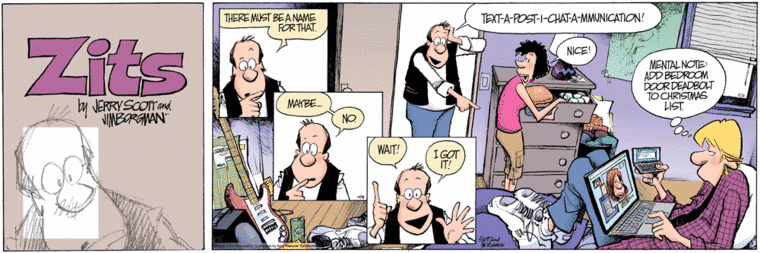 Zits
by JERRY SCOTT and
JIM BORGMAN
THERE MUST BE A NAME
FOR THAT.
MAYBE...
NO.
WAIT!
I GOT
IT!
TEXT-A-POST-I-CHAT-A-MMUNICATION!
NICE!
MENTAL NOTE:
ADD BEDROOM
DOOR DEADBOLT
TO CHRISTMAS
LIST.